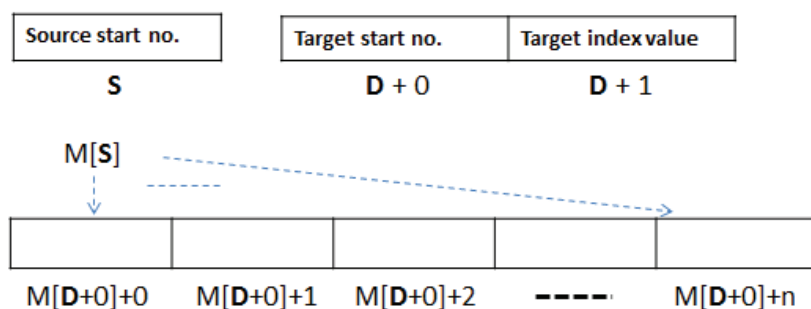 Source start no. Target start no. Target index value
S D + 0 D + 1
M[S]
M[D+0]+0 M[D+0]+1 M[D+0]+2 ----- M[D+0]+n